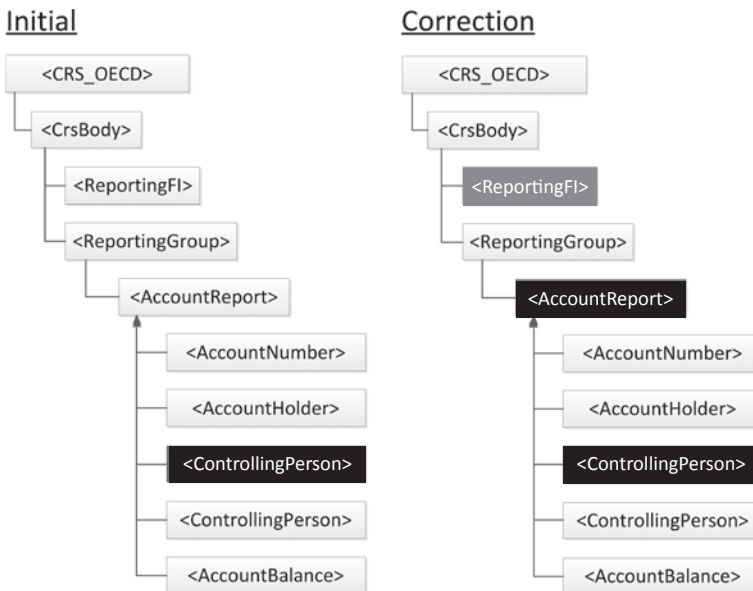 Initial
<CRS_OECD>
<CrsBody>
<ReportingFI>
<ReportingGroup>
<AccountReport>
<AccountNumber>
<AccountHolder>
<ControllingPerson>
<ControllingPerson>
<AccountBalance>
Correction
<CRS_OECD>
<CrsBody>
<ReportingFI>
<ReportingGroup>
<AccountReport>
<AccountNumber>
<AccountHolder>
<ControllingPerson>
<ControllingPerson>
<AccountBalance>